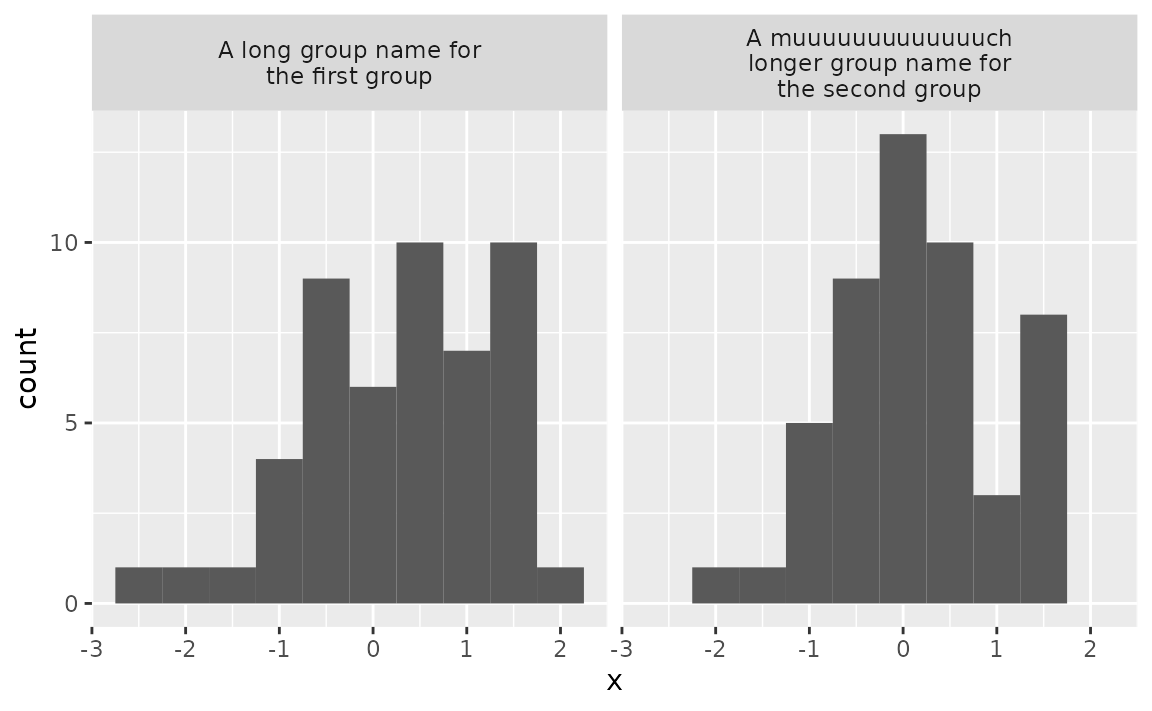 A long group name for
the first group
A muuuuuuuuuuuuuuch
longer group name for
the second group
10
5
0
count
-3 -2 -1 0 1 2
-3 -2 -1 0 1 2
x